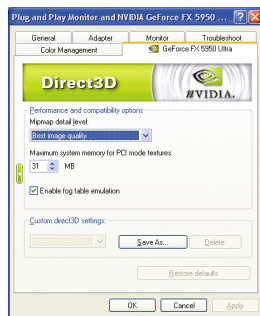 Plug and Play Monitor and NVIDIA GeForce FX 5950 ...
General
Adapter
Monitor
Troubleshoot
Color Management
GeForce FX 5950 Ultra
Direct3D
NVIDIA.
Performance and compatibility options
Mipmap detail level:
Best image quality
Maximum system memory for PCI mode textures:
31 MB
Enable fog table emulation
Custom direct3D settings:
Save As...
Delete
Restore defaults
OK
Cancel
Apply